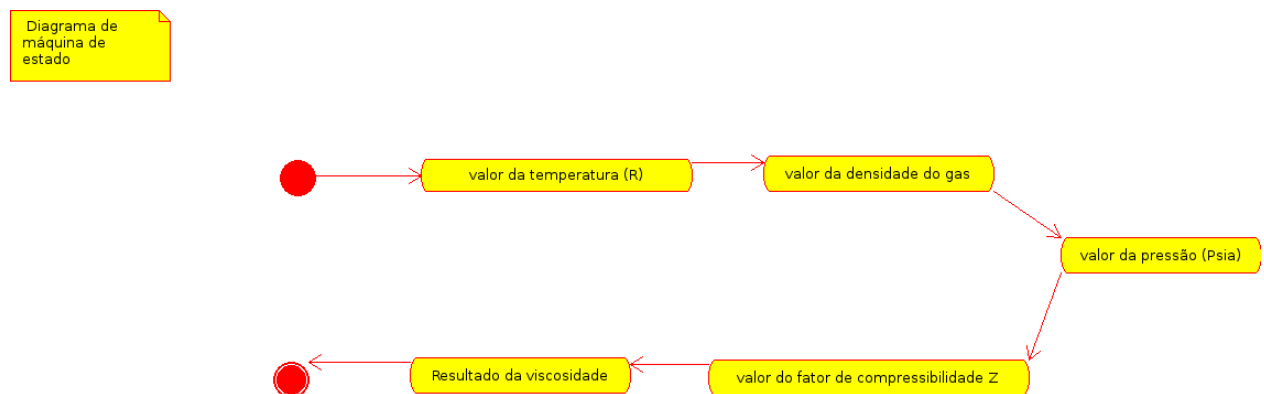 Diagrama de
máquina de
estado
valor da temperatura (R)
valor da densidade do gas
valor da pressão (Psia)
valor do fator de compressibilidade Z
Resultado da viscosidade